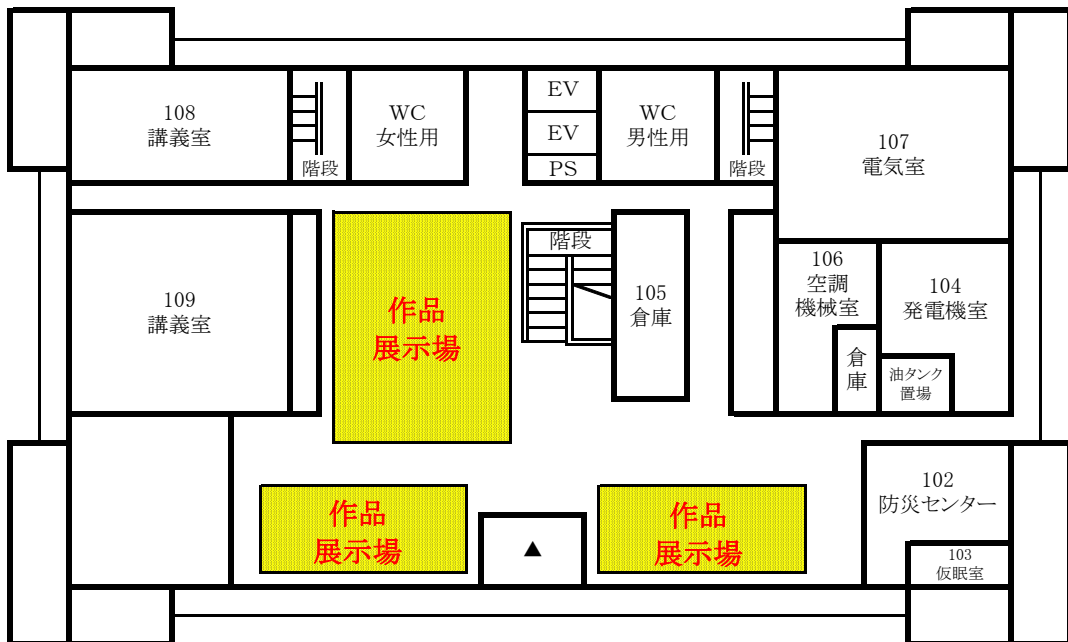 108
講義室
階段
WC
女性用
EV
EV
PS
WC
男性用
階段
107
電気室
109
講義室
作品
展示場
階段
105
倉庫
106
空調
機械室
倉庫
104
発電機室
油タンク
置場
作品
展示場
▲
作品
展示場
102
防災センター
103
仮眠室